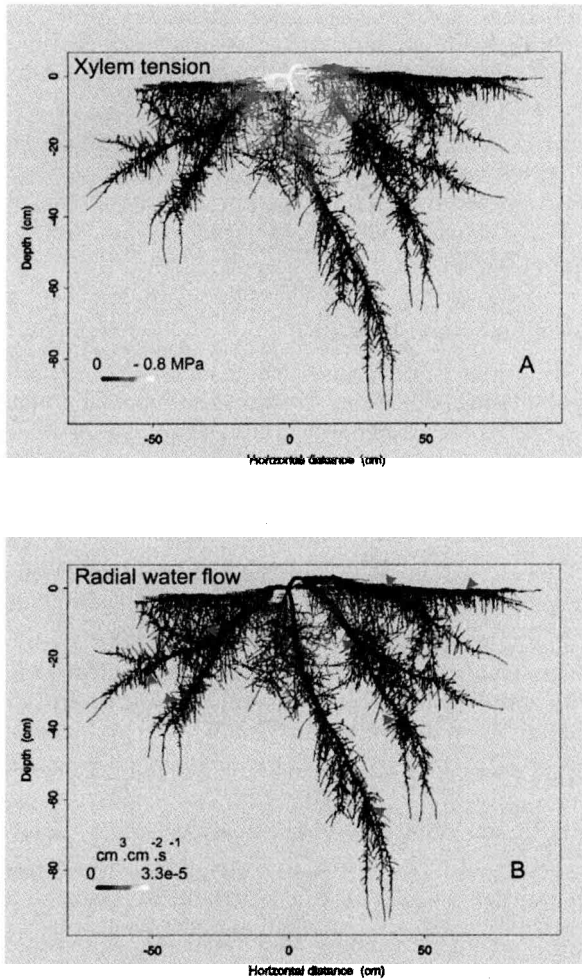 Xylem tension
0
-20
-40
-60
-80
Depth (cm)
0 - 0.8 MPa
A
-50 0 50
Horizontal distance (cm)
Radial water flow
0
-20
-40
-60
-80
Depth (cm)
3 -2 -1
cm .cm .s
0 3.3e-5
B
-50 0 50
Horizontal distance (cm)